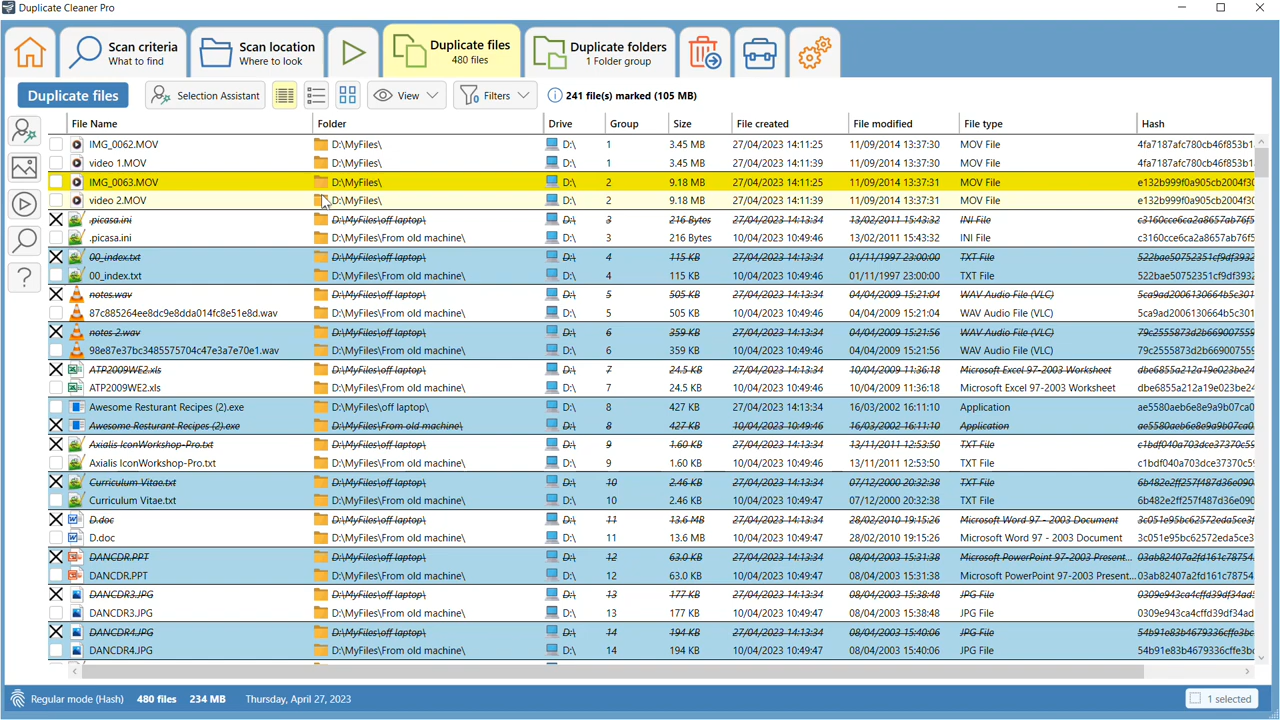 Duplicate Cleaner Pro
Scan criteria
What to find
Scan location
Where to look
Duplicate files
480 files
Duplicate folders
1 Folder group
Duplicate files
Selection Assistant
View
Filters
241 file(s) marked (105 MB)
File Name Folder Drive Group Size File created File modified File type Hash
IMG_0062.MOV D:\MyFiles\ D:\ 1 3.45 MB 27/04/2023 14:11:25 11/09/2014 13:37:30 MOV File 4fa7187afc780cb46f853b1
video 1.MOV D:\MyFiles\ D:\ 1 3.45 MB 27/04/2023 14:11:39 11/09/2014 13:37:30 MOV File 4fa7187afc780cb46f853b1
IMG_0063.MOV D:\MyFiles\ D:\ 2 9.18 MB 27/04/2023 14:11:25 11/09/2014 13:37:31 MOV File e132b999f0a905cb2004f30
video 2.MOV D:\MyFiles\ D:\ 2 9.18 MB 27/04/2023 14:11:39 11/09/2014 13:37:31 MOV File e132b999f0a905cb2004f30
.picasa.ini D:\MyFiles\off laptop\ D:\ 3 216 Bytes 27/04/2023 14:13:34 13/02/2011 15:43:32 INI File c3160cce6ca2a8657ab76f5
.picasa.ini D:\MyFiles\From old machine\ D:\ 3 216 Bytes 10/04/2023 10:49:46 13/02/2011 15:43:32 INI File c3160cce6ca2a8657ab76f5
00_index.txt D:\MyFiles\off laptop\ D:\ 4 115 KB 27/04/2023 14:13:34 01/11/1997 23:00:00 TXT File 522bae50752351cf9df3932
00_index.txt D:\MyFiles\From old machine\ D:\ 4 115 KB 10/04/2023 10:49:46 01/11/1997 23:00:00 TXT File 522bae50752351cf9df3932
notes.wav D:\MyFiles\off laptop\ D:\ 5 505 KB 27/04/2023 14:13:34 04/04/2009 15:21:04 WAV Audio File (VLC) 5ca9ad2006130664b5c301
87c885264ee8dc9e8dda014fc8e51e8d.wav D:\MyFiles\From old machine\ D:\ 5 505 KB 10/04/2023 10:49:46 04/04/2009 15:21:04 WAV Audio File (VLC) 5ca9ad2006130664b5c301
notes 2.wav D:\MyFiles\off laptop\ D:\ 6 359 KB 27/04/2023 14:13:34 04/04/2009 15:21:56 WAV Audio File (VLC) 79c2555873d2b669007559
98e87e37bc3485575704c47e3a7e70e1.wav D:\MyFiles\From old machine\ D:\ 6 359 KB 10/04/2023 10:49:46 04/04/2009 15:21:56 WAV Audio File (VLC) 79c2555873d2b669007559
ATP2009WE2.xls D:\MyFiles\off laptop\ D:\ 7 24.5 KB 27/04/2023 14:13:34 10/04/2009 11:36:18 Microsoft Excel 97-2003 Worksheet dbe6855a212a19e023be24
ATP2009WE2.xls D:\MyFiles\From old machine\ D:\ 7 24.5 KB 10/04/2023 10:49:46 10/04/2009 11:36:18 Microsoft Excel 97-2003 Worksheet dbe6855a212a19e023be24
Awesome Resturant Recipes (2).exe D:\MyFiles\off laptop\ D:\ 8 427 KB 27/04/2023 14:13:34 16/03/2002 16:11:10 Application ae5580aeb6e8e9a9b07ca0
Awesome Resturant Recipes (2).exe D:\MyFiles\From old machine\ D:\ 8 427 KB 10/04/2023 10:49:46 16/03/2002 16:11:10 Application ae5580aeb6e8e9a9b07ca0
Axialis IconWorkshop-Pro.txt D:\MyFiles\off laptop\ D:\ 9 1.60 KB 27/04/2023 14:13:34 13/11/2011 12:53:50 TXT File c1bdf040a703dce37370c59
Axialis IconWorkshop-Pro.txt D:\MyFiles\From old machine\ D:\ 9 1.60 KB 10/04/2023 10:49:46 13/11/2011 12:53:50 TXT File c1bdf040a703dce37370c59
Curriculum Vitae.txt D:\MyFiles\off laptop\ D:\ 10 2.46 KB 27/04/2023 14:13:34 07/12/2000 20:32:38 TXT File 6b482e2ff257f487d36e090
Curriculum Vitae.txt D:\MyFiles\From old machine\ D:\ 10 2.46 KB 10/04/2023 10:49:47 07/12/2000 20:32:38 TXT File 6b482e2ff257f487d36e090
D.doc D:\MyFiles\off laptop\ D:\ 11 13.6 MB 27/04/2023 14:13:34 28/02/2010 19:15:26 Microsoft Word 97 - 2003 Document 3c051e95bc62572eda5ce3f
D.doc D:\MyFiles\From old machine\ D:\ 11 13.6 MB 10/04/2023 10:49:47 28/02/2010 19:15:26 Microsoft Word 97 - 2003 Document 3c051e95bc62572eda5ce3f
DANCDR.PPT D:\MyFiles\off laptop\ D:\ 12 63.0 KB 27/04/2023 14:13:34 08/04/2003 15:31:38 Microsoft PowerPoint 97-2003 Present... 03ab82407a2fd161c78754
DANCDR.PPT D:\MyFiles\From old machine\ D:\ 12 63.0 KB 10/04/2023 10:49:47 08/04/2003 15:31:38 Microsoft PowerPoint 97-2003 Present... 03ab82407a2fd161c78754
DANCDR3.JPG D:\MyFiles\off laptop\ D:\ 13 177 KB 27/04/2023 14:13:34 08/04/2003 15:38:48 JPG File 0309e943ca4cffd39df34ad
DANCDR3.JPG D:\MyFiles\From old machine\ D:\ 13 177 KB 10/04/2023 10:49:47 08/04/2003 15:38:48 JPG File 0309e943ca4cffd39df34ad
DANCDR4.JPG D:\MyFiles\off laptop\ D:\ 14 194 KB 27/04/2023 14:13:34 08/04/2003 15:40:06 JPG File 54b91e83b4679336cffe3bc
DANCDR4.JPG D:\MyFiles\From old machine\ D:\ 14 194 KB 10/04/2023 10:49:47 08/04/2003 15:40:06 JPG File 54b91e83b4679336cffe3bc
Regular mode (Hash) 480 files 234 MB Thursday, April 27, 2023 1 selected